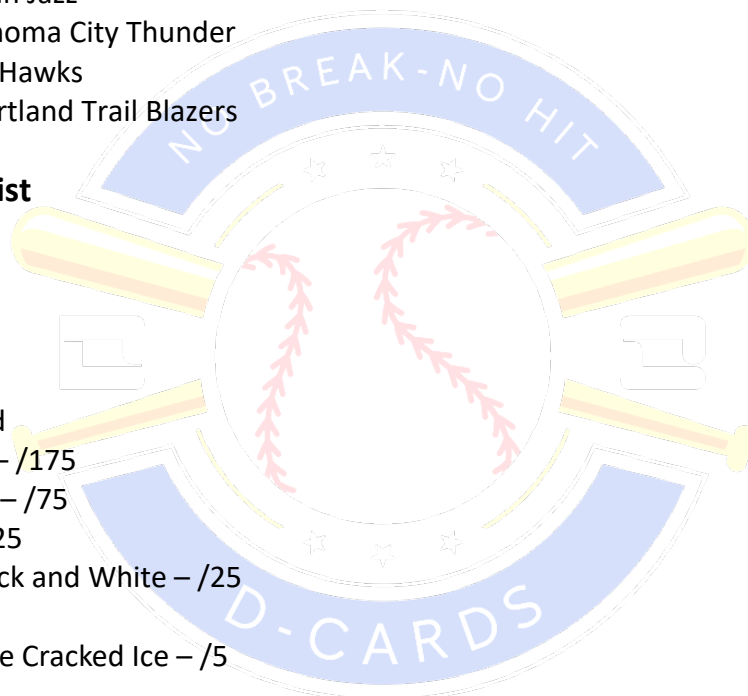 n Jazz
homa City Thunder
Hawks
rtland Trail Blazers
NO BREAK-NO HIT
ist
d
– /175
– /75
25
ck and White – /25
e Cracked Ice – /5
D-CARDS